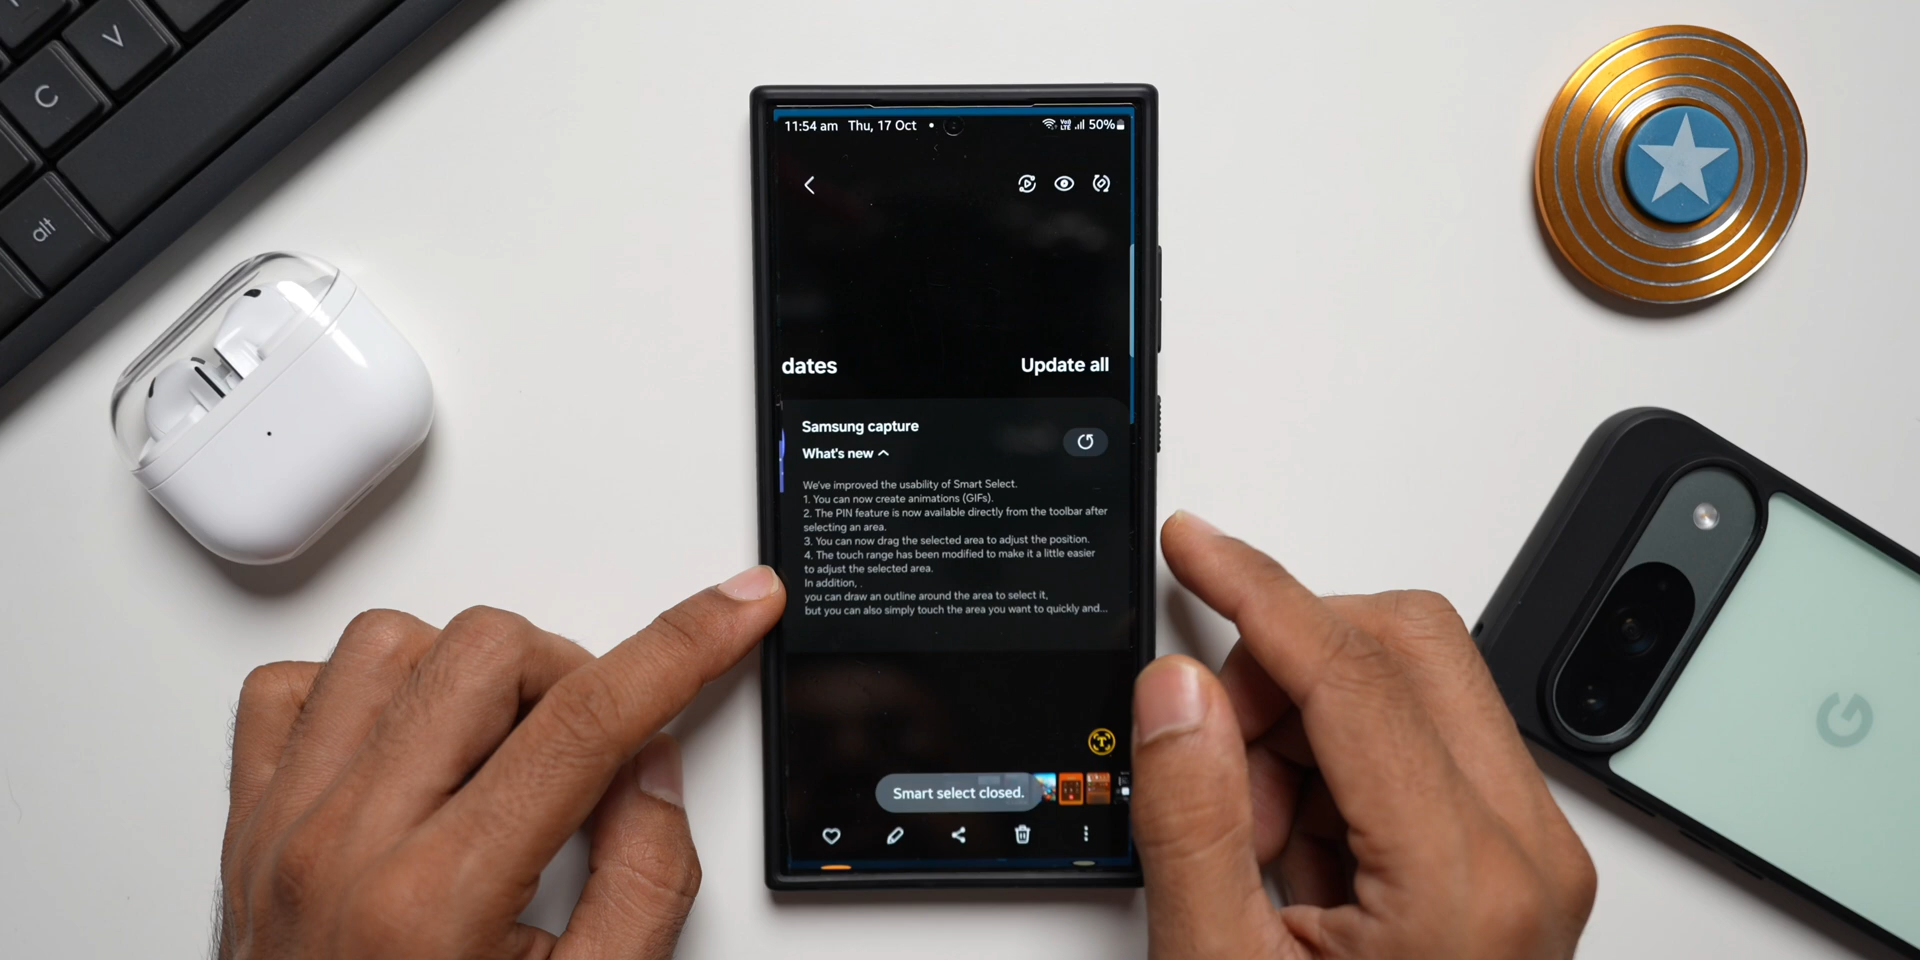 V
C
alt
11:54 am Thu, 17 Oct
Vo)
LTE
50%
dates
Update all
Samsung capture
What's new
We've improved the usability of Smart Select.
1. You can now create animations (GIFs).
2. The PIN feature is now available directly from the toolbar after
selecting an area.
3. You can now drag the selected area to adjust the position.
4. The touch range has been modified to make it a little easier
to adjust the selected area.
In addition, .
you can draw an outline around the area to select it,
but you can also simply touch the area you want to quickly and...
T
Smart select closed.
G